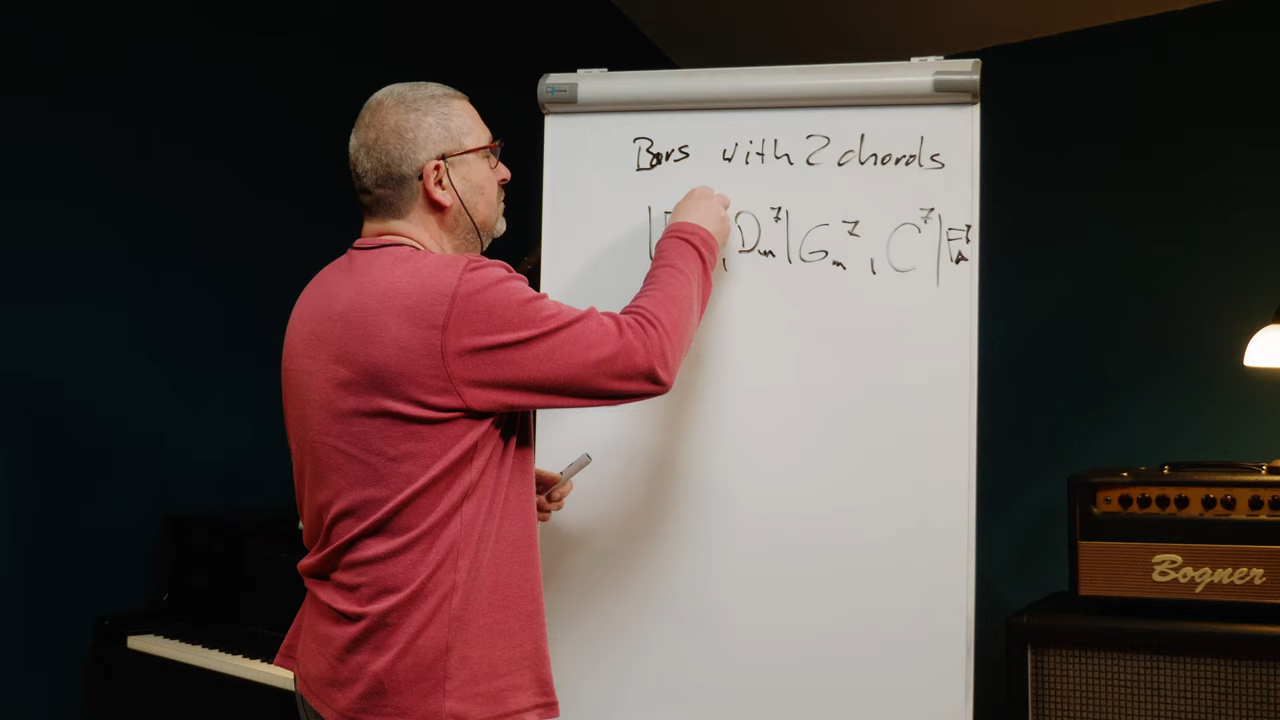 Bars with 2 chords
| , Dm7 | Gm7 , C7 | F
Bogner